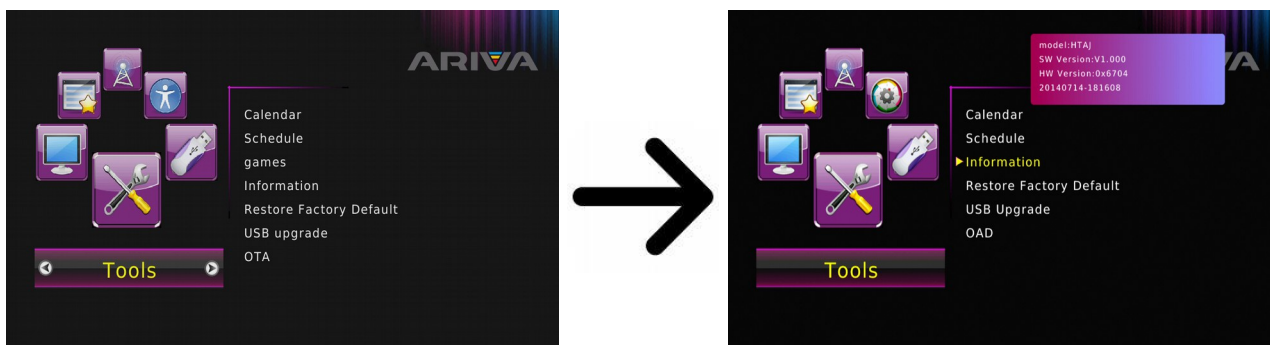 ARIVA
Calendar
Schedule
games
Information
Restore Factory Default
USB upgrade
OTA
Tools
model:HTAJ
SW Version:V1.000
HW Version:0x6704
20140714-181608
VA
Calendar
Schedule
Information
Restore Factory Default
USB Upgrade
OAD
Tools